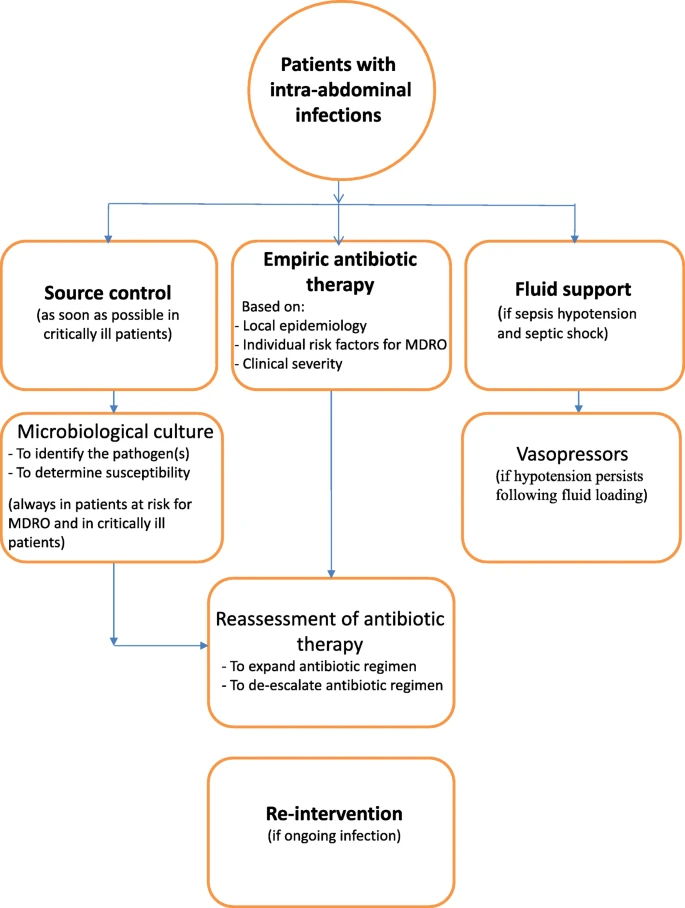 Patients with
intra-abdominal
infections
Source control
(as soon as possible in
critically ill patients)
Empiric antibiotic
therapy
Based on:
- Local epidemiology
- Individual risk factors for MDRO
- Clinical severity
Fluid support
(if sepsis hypotension
and septic shock)
Microbiological culture
- To identify the pathogen(s)
- To determine susceptibility
(always in patients at risk for
MDRO and in critically ill
patients)
Vasopressors
(if hypotension persists
following fluid loading)
Reassessment of antibiotic
therapy
- To expand antibiotic regimen
- To de-escalate antibiotic regimen
Re-intervention
(if ongoing infection)